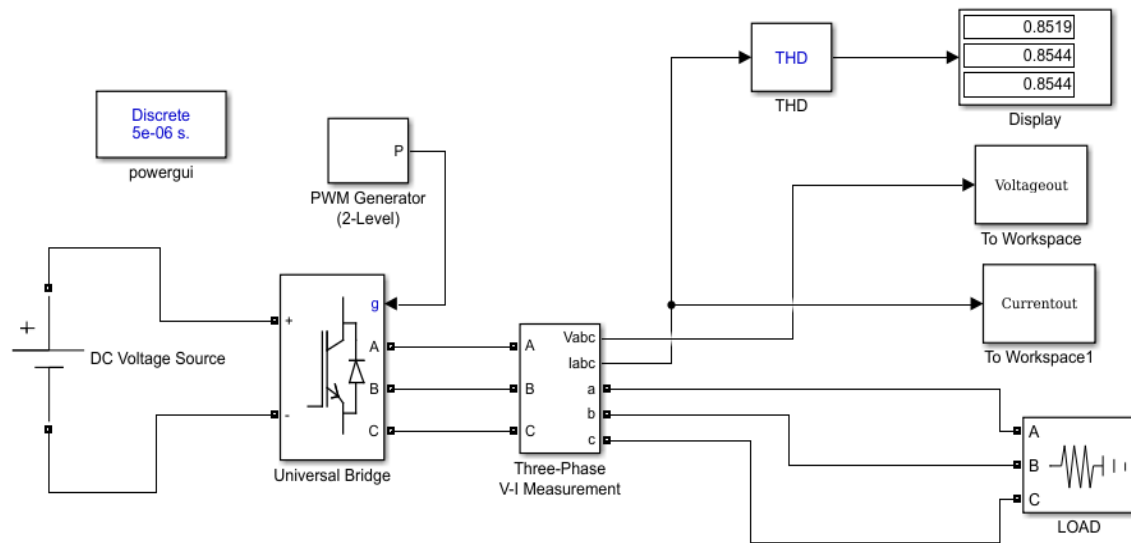 THD
THD
0.8519
0.8544
0.8544
Display
Discrete
5e-06 s.
powergui
P
PWM Generator
(2-Level)
Voltageout
To Workspace
Currentout
To Workspace1
+
DC Voltage Source
+
-
g
A
B
C
Universal Bridge
A
B
C
Vabc
Iabc
a
b
c
Three-Phase
V-I Measurement
A
B
C
LOAD